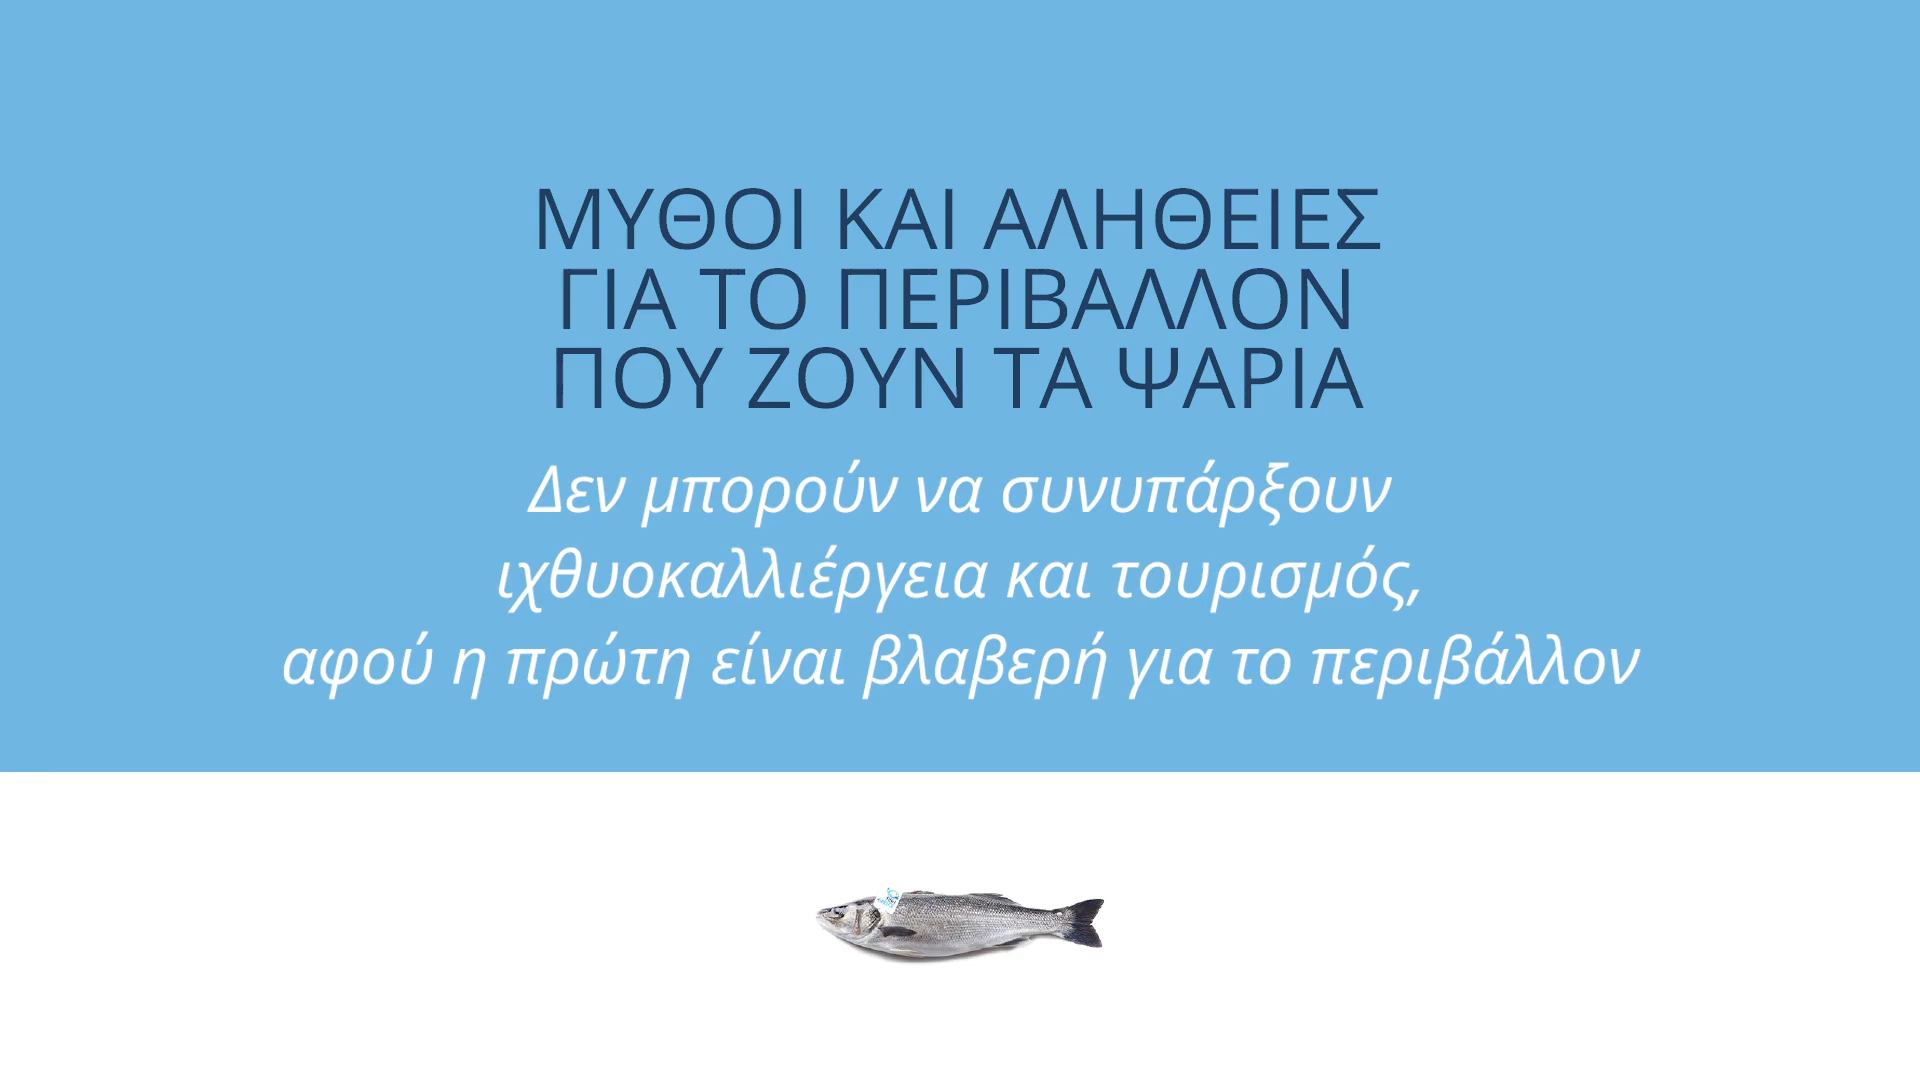 ΜΥΘΟΙ ΚΑΙ ΑΛΗΘΕΙΕΣ
ΓΙΑ ΤΟ ΠΕΡΙΒΑΛΛΟΝ
ΠΟΥ ΖΟΥΝ ΤΑ ΨΑΡΙΑ
Δεν μπορούν να συνυπάρξουν
ιχθυοκαλλιέργεια και τουρισμός,
αφού η πρώτη είναι βλαβερή για το περιβάλλον